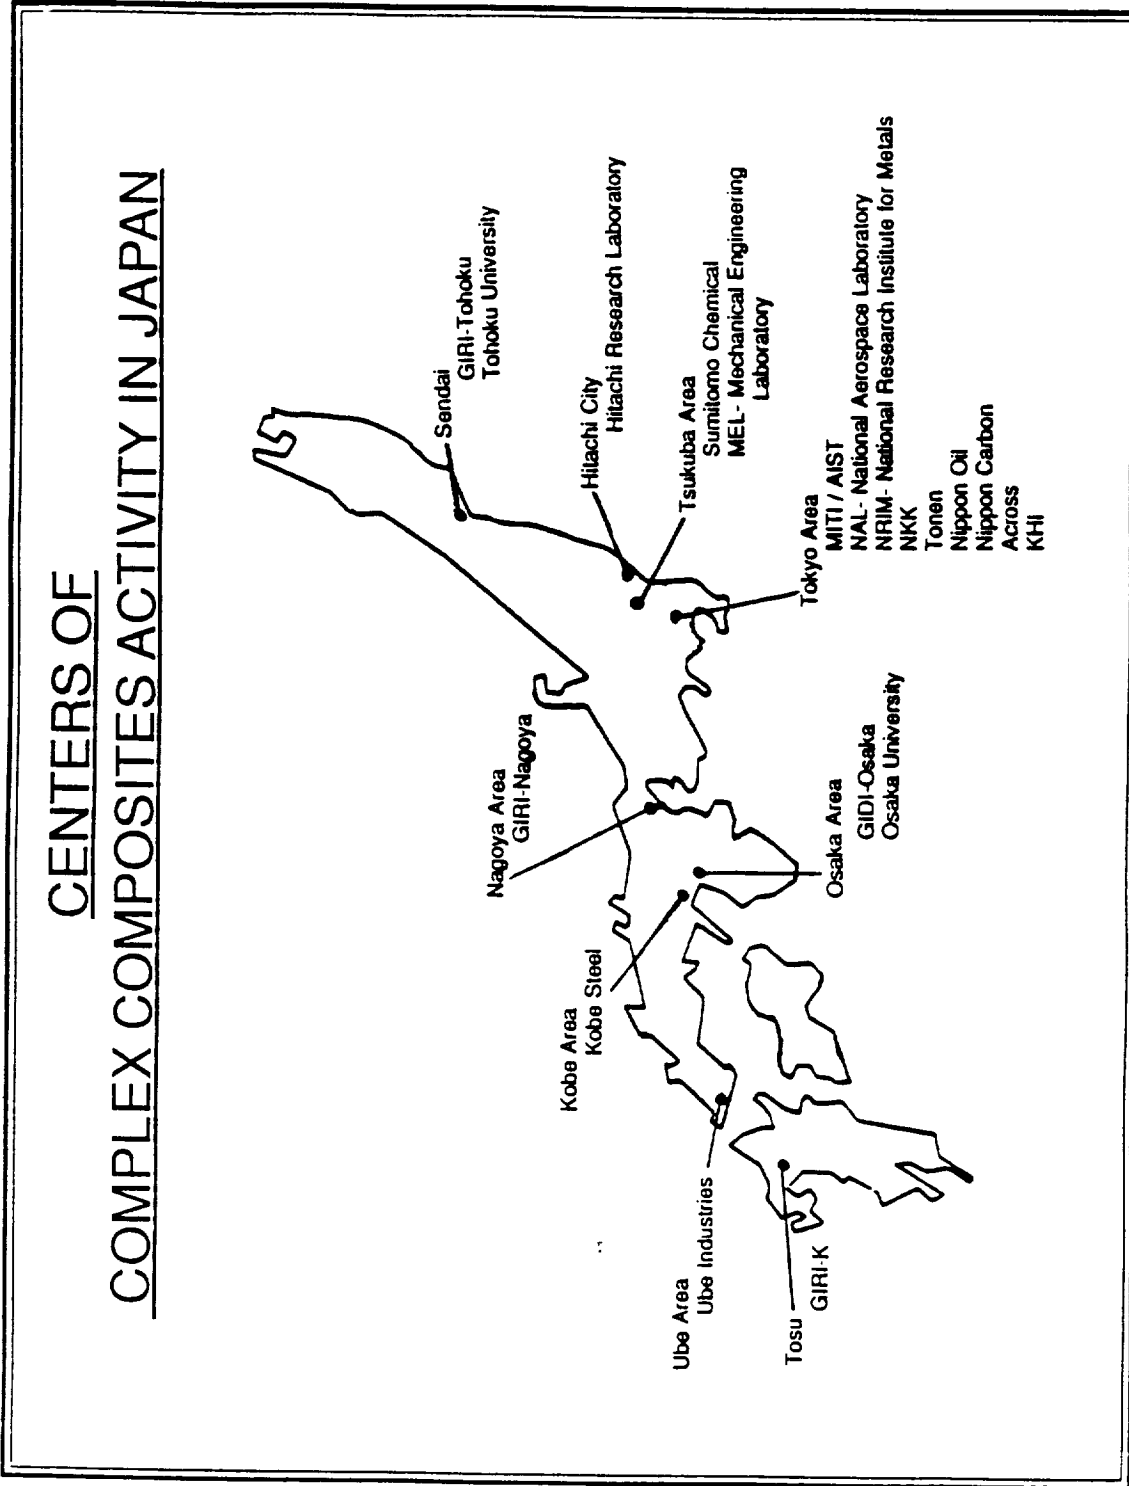 CENTERS OF
COMPLEX COMPOSITES ACTIVITY IN JAPAN
Sendai
GIRI-Tohoku
Tohoku University
Hitachi City
Hitachi Research Laboratory
Tsukuba Area
Sumitomo Chemical
MEL- Mechanical Engineering
Laboratory
Tokyo Area
MITI / AIST
NAL- National Aerospace Laboratory
NRIM- National Research Institute for Metals
NKK
Tonen
Nippon Oil
Nippon Carbon
Across
KHI
Nagoya Area
GIRI-Nagoya
Osaka Area
GIDI-Osaka
Osaka University
Kobe Area
Kobe Steel
Ube Area
Ube Industries
Tosu
GIRI-K